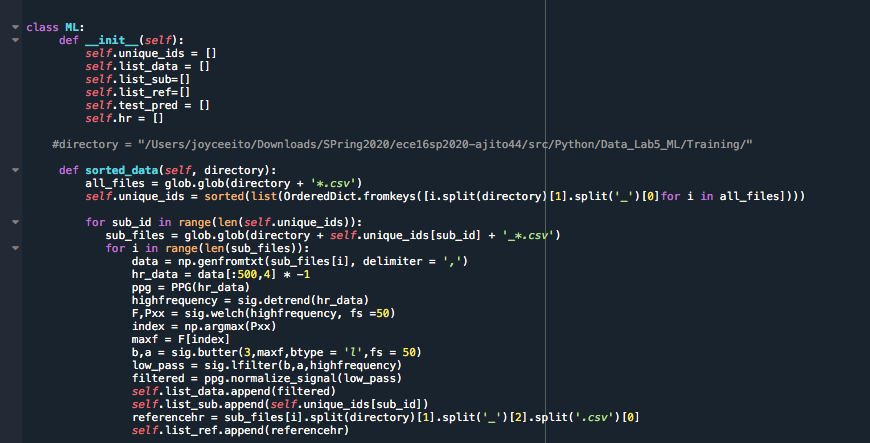 class ML:
    def __init__(self):
        self.unique_ids = []
        self.list_data = []
        self.list_sub=[]
        self.list_ref=[]
        self.test_pred = []
        self.hr = []
    #directory = "/Users/joyceeito/Downloads/SPring2020/ece16sp2020-ajito44/src/Python/Data_Lab5_ML/Training/"
    def sorted_data(self, directory):
        all_files = glob.glob(directory + '*.csv')
        self.unique_ids = sorted(list(OrderedDict.fromkeys([i.split(directory)[1].split('_')[0]for i in all_files])))
        for sub_id in range(len(self.unique_ids)):
           sub_files = glob.glob(directory + self.unique_ids[sub_id] + '_*.csv')
           for i in range(len(sub_files)):
               data = np.genfromtxt(sub_files[i], delimiter = ',')
               hr_data = data[:500,4] * -1
               ppg = PPG(hr_data)
               highfrequency = sig.detrend(hr_data)
               F,Pxx = sig.welch(highfrequency, fs =50)
               index = np.argmax(Pxx)
               maxf = F[index]
               b,a = sig.butter(3,maxf,btype = 'l',fs = 50)
               low_pass = sig.lfilter(b,a,highfrequency)
               filtered = ppg.normalize_signal(low_pass)
               self.list_data.append(filtered)
               self.list_sub.append(self.unique_ids[sub_id])
               referencehr = sub_files[i].split(directory)[1].split('_')[2].split('.csv')[0]
               self.list_ref.append(referencehr)